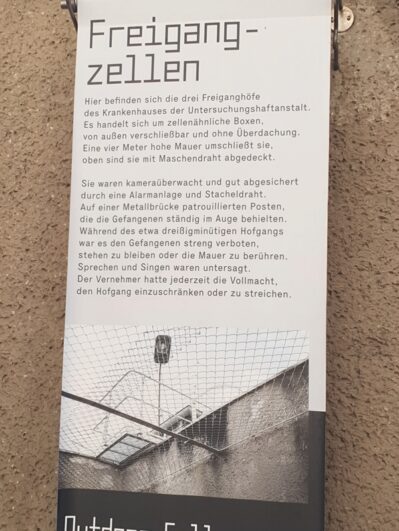 Freigang-
zellen
Hier befinden sich die drei Freiganghöfe
des Krankenhauses der Untersuchungshaftanstalt.
Es handelt sich um zellenähnliche Boxen,
von außen verschließbar und ohne Überdachung.
Eine vier Meter hohe Mauer umschließt sie,
oben sind sie mit Maschendraht abgedeckt.
Sie waren kameraüberwacht und gut abgesichert
durch eine Alarmanlage und Stacheldraht.
Auf einer Metallbrücke patrouillierten Posten,
die die Gefangenen ständig im Auge behielten.
Während des etwa dreißigminütigen Hofgangs
war es den Gefangenen streng verboten,
stehen zu bleiben oder die Mauer zu berühren.
Sprechen und Singen waren untersagt.
Der Vernehmer hatte jederzeit die Vollmacht,
den Hofgang einzuschränken oder zu streichen.
Outdoor Cells